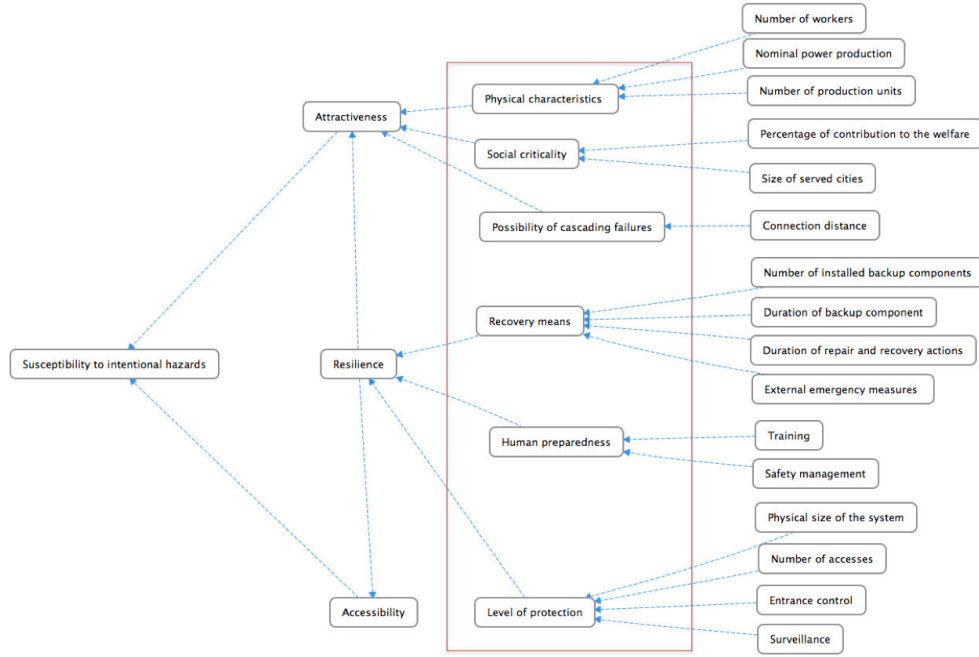 Number of workers
Nominal power production
Physical characteristics
Number of production units
Attractiveness
Percentage of contribution to the welfare
Social criticality
Size of served cities
Possibility of cascading failures
Connection distance
Number of installed backup components
Recovery means
Duration of backup component
Duration of repair and recovery actions
Susceptibility to intentional hazards
Resilience
External emergency measures
Human preparedness
Training
Safety management
Physical size of the system
Number of accesses
Accessibility
Level of protection
Entrance control
Surveillance